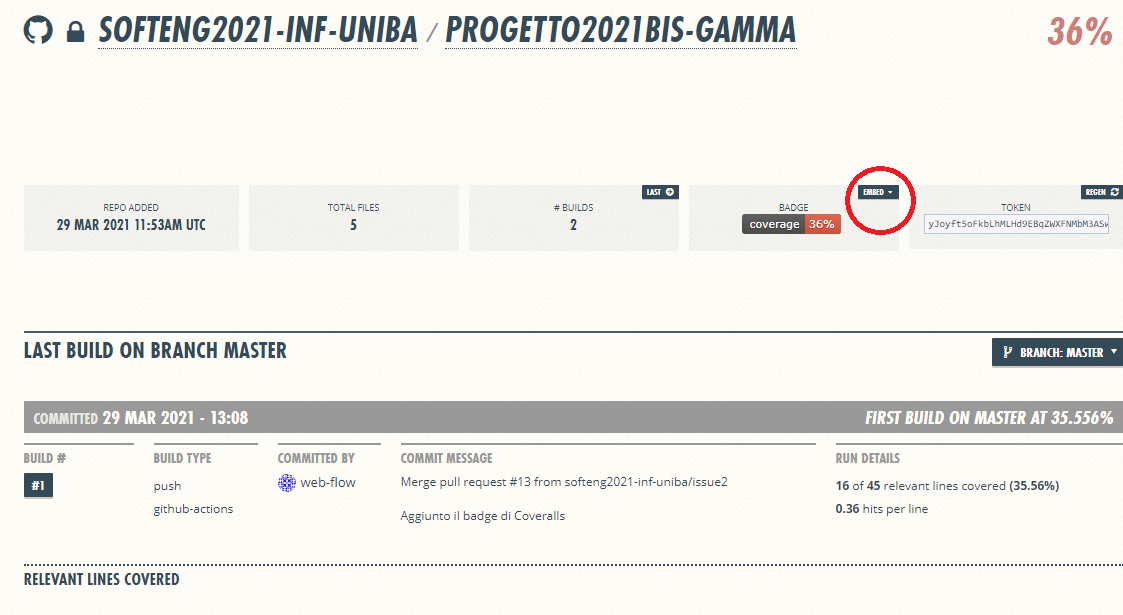 SOFTENG2021-INF-UNIBA / PROGETTO2021BIS-GAMMA
36%
REPO ADDED
29 MAR 2021 11:53AM UTC
TOTAL FILES
5
LAST
# BUILDS
2
EMBED
BADGE
coverage 36%
REGEN
TOKEN
yJoyft5oFkbLhMLHd9EBqZWXFNMbM3ASw
LAST BUILD ON BRANCH MASTER
BRANCH: MASTER
COMMITTED 29 MAR 2021 - 13:08
FIRST BUILD ON MASTER AT 35.556%
BUILD #
#1
BUILD TYPE
push
github-actions
COMMITTED BY
web-flow
COMMIT MESSAGE
Merge pull request #13 from softeng2021-inf-uniba/issue2
Aggiunto il badge di Coveralls
RUN DETAILS
16 of 45 relevant lines covered (35.56%)
0.36 hits per line
RELEVANT LINES COVERED